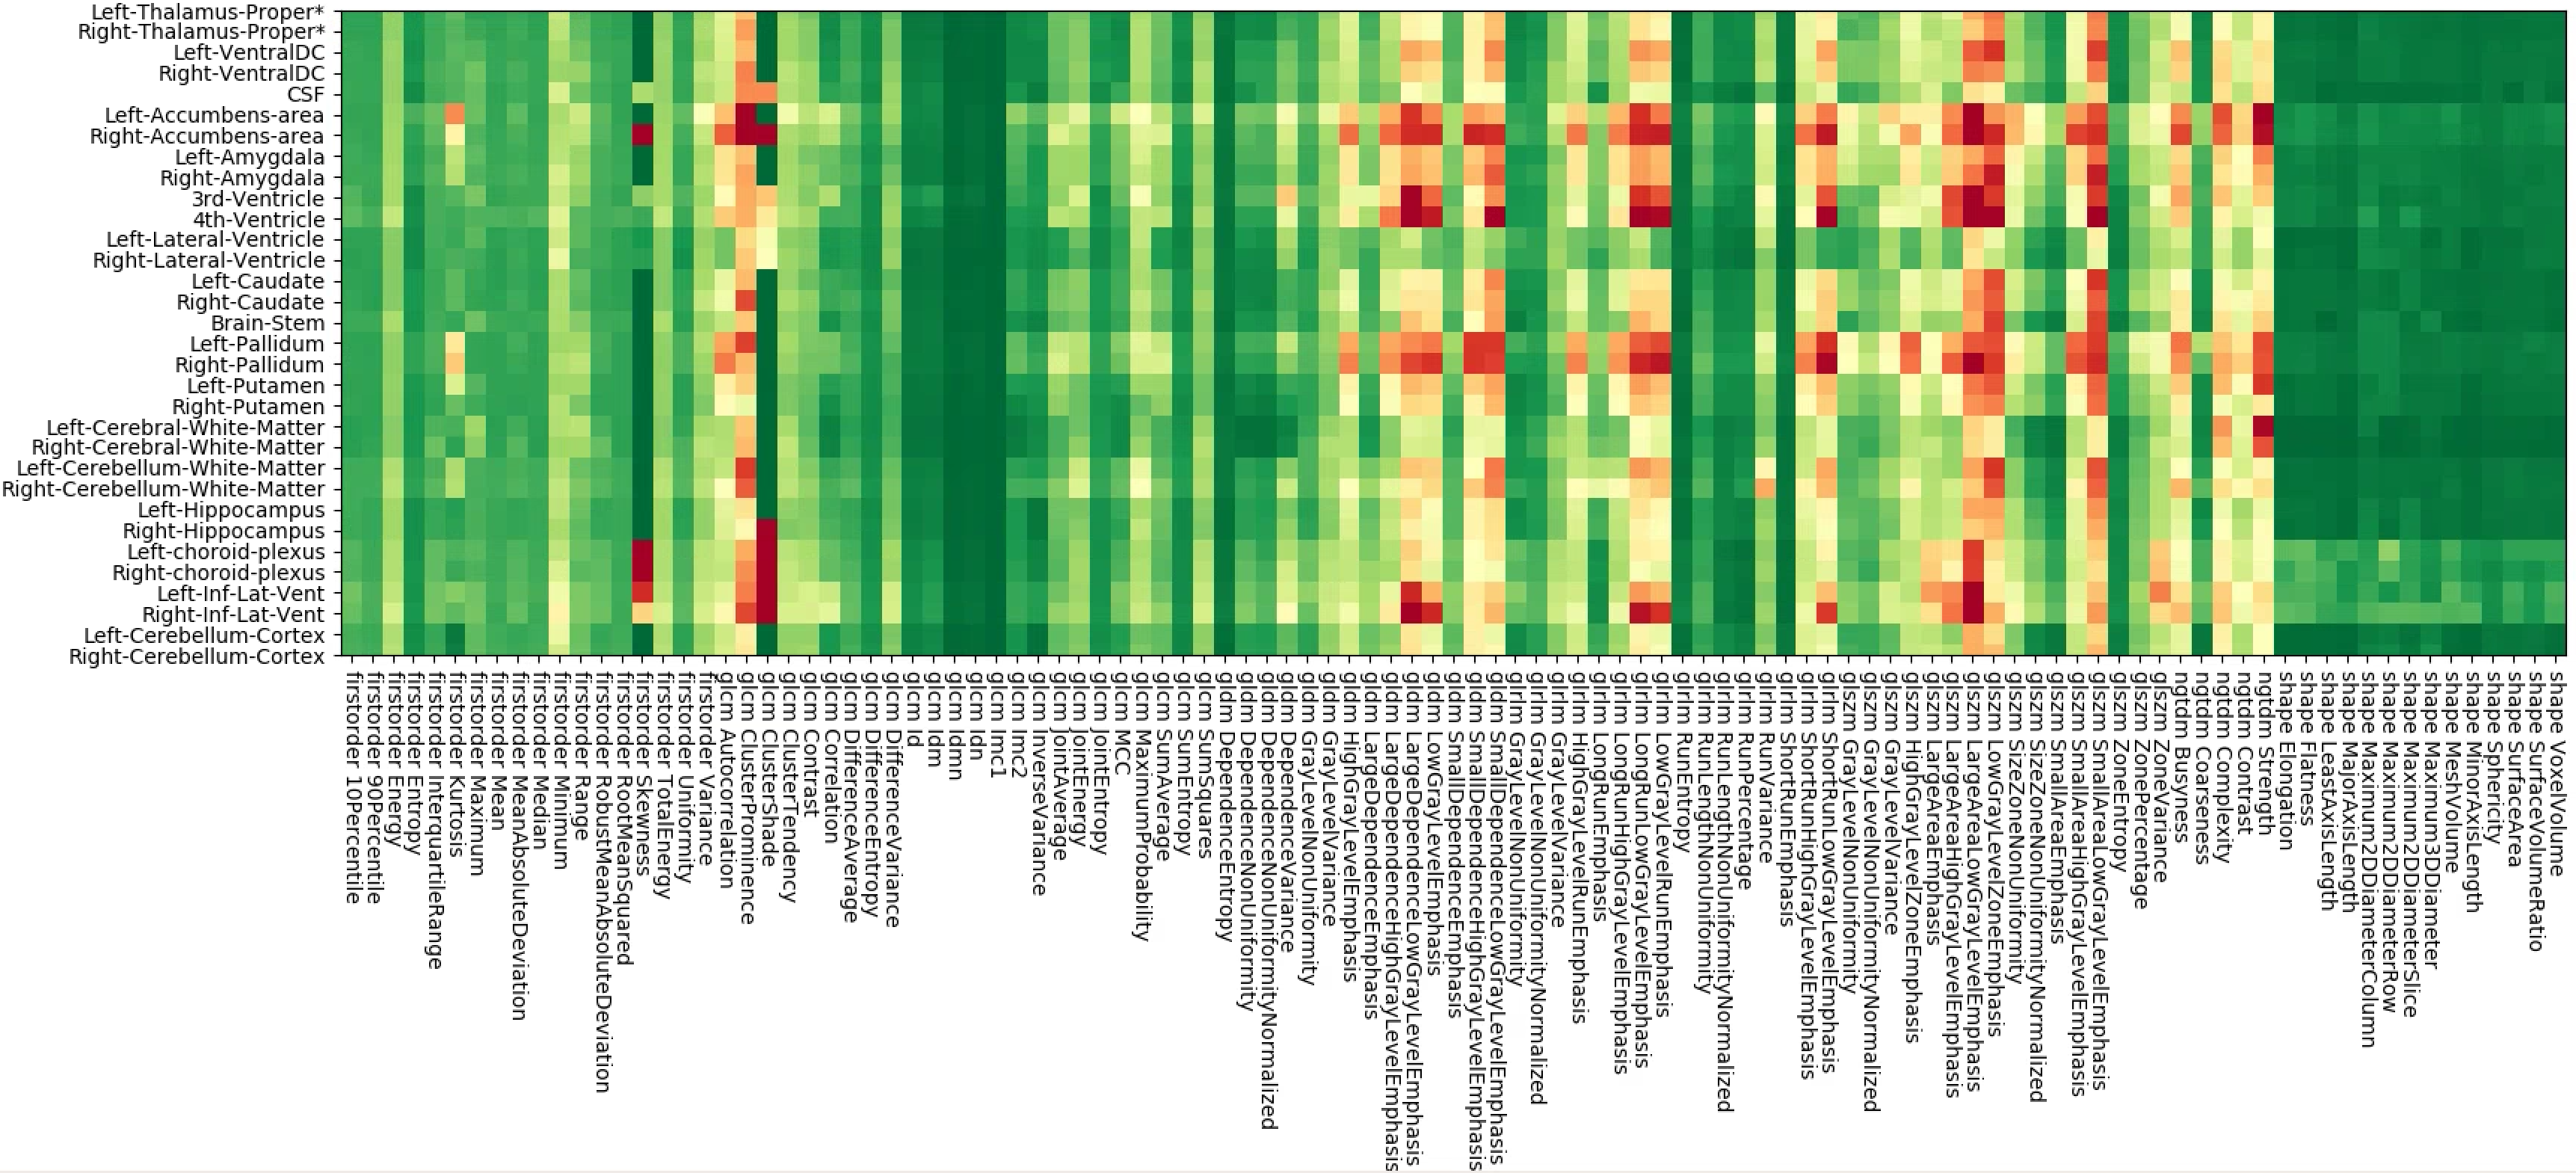 Left-Thalamus-Proper*
Right-Thalamus-Proper*
Left-VentralDC
Right-VentralDC
CSF
Left-Accumbens-area
Right-Accumbens-area
Left-Amygdala
Right-Amygdala
3rd-Ventricle
4th-Ventricle
Left-Lateral-Ventricle
Right-Lateral-Ventricle
Left-Caudate
Right-Caudate
Brain-Stem
Left-Pallidum
Right-Pallidum
Left-Putamen
Right-Putamen
Left-Cerebral-White-Matter
Right-Cerebral-White-Matter
Left-Cerebellum-White-Matter
Right-Cerebellum-White-Matter
Left-Hippocampus
Right-Hippocampus
Left-choroid-plexus
Right-choroid-plexus
Left-Inf-Lat-Vent
Right-Inf-Lat-Vent
Left-Cerebellum-Cortex
Right-Cerebellum-Cortex
firstorder 10Percentile
firstorder 90Percentile
firstorder Energy
firstorder Entropy
firstorder InterquartileRange
firstorder Kurtosis
firstorder Maximum
firstorder Mean
firstorder MeanAbsoluteDeviation
firstorder Median
firstorder Minimum
firstorder Range
firstorder RobustMeanAbsoluteDeviation
firstorder RootMeanSquared
firstorder Skewness
firstorder TotalEnergy
firstorder Uniformity
firstorder Variance
glcm Autocorrelation
glcm ClusterProminence
glcm ClusterShade
glcm ClusterTendency
glcm Contrast
glcm Correlation
glcm DifferenceAverage
glcm DifferenceEntropy
glcm DifferenceVariance
glcm Id
glcm Idm
glcm Idmn
glcm Idn
glcm Imc1
glcm Imc2
glcm InverseVariance
glcm JointAverage
glcm JointEnergy
glcm JointEntropy
glcm MCC
glcm MaximumProbability
glcm SumAverage
glcm SumEntropy
glcm SumSquares
gldm DependenceEntropy
gldm DependenceNonUniformity
gldm DependenceNonUniformityNormalized
gldm DependenceVariance
gldm GrayLevelNonUniformity
gldm GrayLevelVariance
gldm HighGrayLevelEmphasis
gldm LargeDependenceEmphasis
gldm LargeDependenceHighGrayLevelEmphasis
gldm LargeDependenceLowGrayLevelEmphasis
gldm LowGrayLevelEmphasis
gldm SmallDependenceEmphasis
gldm SmallDependenceHighGrayLevelEmphasis
gldm SmallDependenceLowGrayLevelEmphasis
glrlm GrayLevelNonUniformity
glrlm GrayLevelNonUniformityNormalized
glrlm GrayLevelVariance
glrlm HighGrayLevelRunEmphasis
glrlm LongRunEmphasis
glrlm LongRunHighGrayLevelEmphasis
glrlm LongRunLowGrayLevelEmphasis
glrlm LowGrayLevelRunEmphasis
glrlm RunEntropy
glrlm RunLengthNonUniformity
glrlm RunLengthNonUniformityNormalized
glrlm RunPercentage
glrlm RunVariance
glrlm ShortRunEmphasis
glrlm ShortRunHighGrayLevelEmphasis
glrlm ShortRunLowGrayLevelEmphasis
glszm GrayLevelNonUniformity
glszm GrayLevelNonUniformityNormalized
glszm GrayLevelVariance
glszm HighGrayLevelZoneEmphasis
glszm LargeAreaEmphasis
glszm LargeAreaHighGrayLevelEmphasis
glszm LargeAreaLowGrayLevelEmphasis
glszm LowGrayLevelZoneEmphasis
glszm SizeZoneNonUniformity
glszm SizeZoneNonUniformityNormalized
glszm SmallAreaEmphasis
glszm SmallAreaHighGrayLevelEmphasis
glszm SmallAreaLowGrayLevelEmphasis
glszm ZoneEntropy
glszm ZonePercentage
glszm ZoneVariance
ngtdm Busyness
ngtdm Coarseness
ngtdm Complexity
ngtdm Contrast
ngtdm Strength
shape Elongation
shape Flatness
shape LeastAxisLength
shape MajorAxisLength
shape Maximum2DDiameterColumn
shape Maximum2DDiameterRow
shape Maximum2DDiameterSlice
shape Maximum3DDiameter
shape MeshVolume
shape MinorAxisLength
shape Sphericity
shape SurfaceArea
shape SurfaceVolumeRatio
shape VoxelVolume